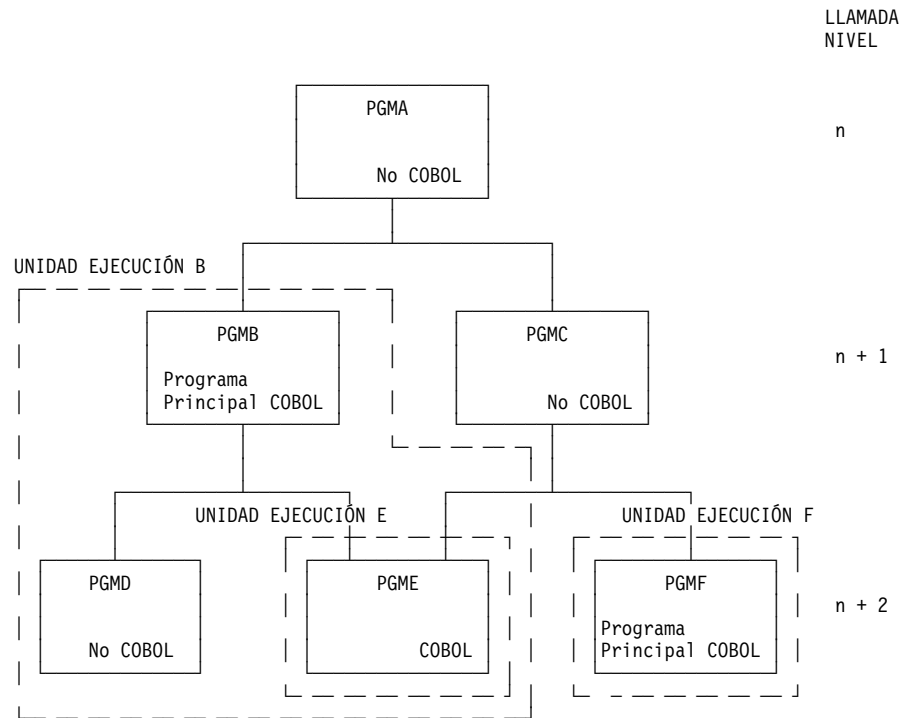 LLAMADA
NIVEL
PGMA
n
No COBOL
UNIDAD EJECUCIÓN B
PGMB
PGMC
n + 1
Programa
Principal COBOL
No COBOL
UNIDAD EJECUCIÓN E
UNIDAD EJECUCIÓN F
PGMD
PGME
PGMF
n + 2
Programa
No COBOL
COBOL
Principal COBOL